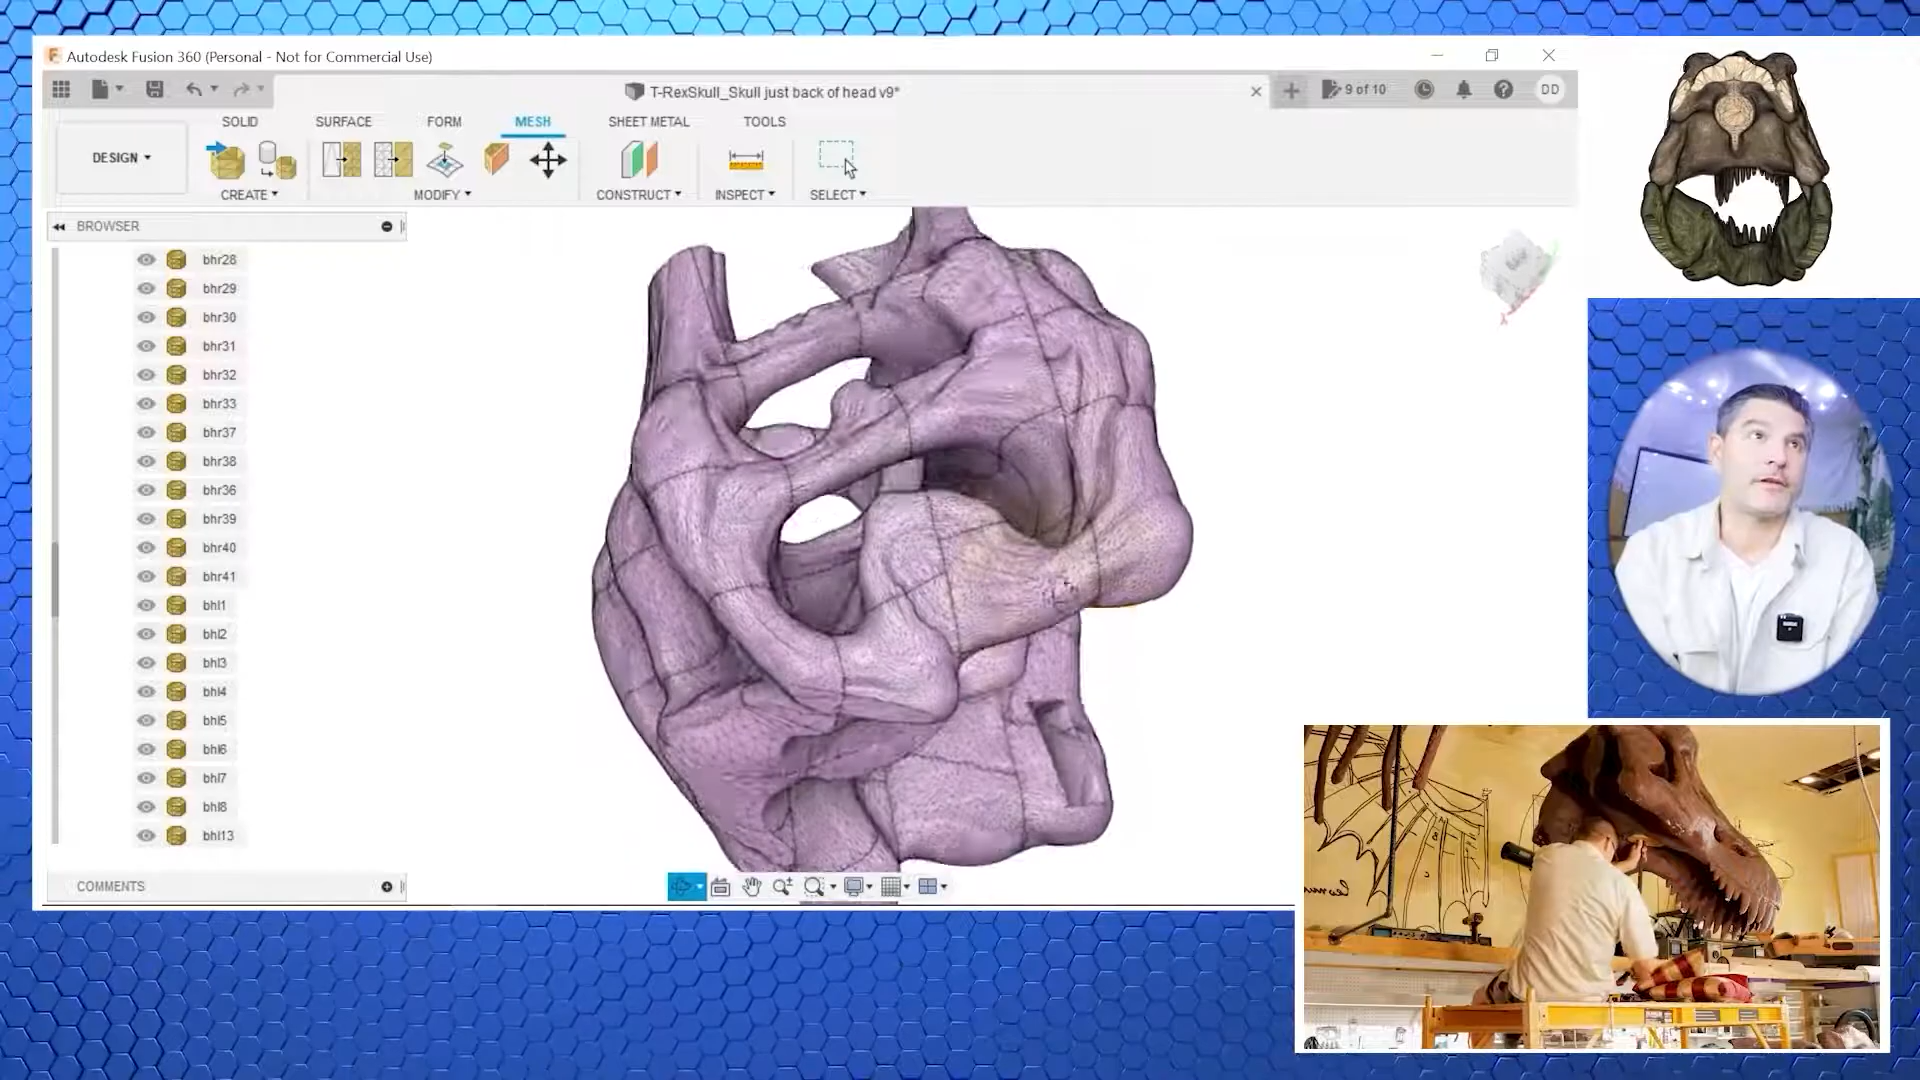 Autodesk Fusion 360 (Personal - Not for Commercial Use)
T-RexSkull_Skull just back of head v9*
9 of 10
DD
SOLID SURFACE FORM MESH SHEET METAL TOOLS
DESIGN
CREATE MODIFY CONSTRUCT INSPECT SELECT
BROWSER
bhr28
bhr29
bhr30
bhr31
bhr32
bhr33
bhr37
bhr38
bhr36
bhr39
bhr40
bhr41
bhl1
bhl2
bhl3
bhl4
bhl5
bhl6
bhl7
bhl8
bhl13
COMMENTS